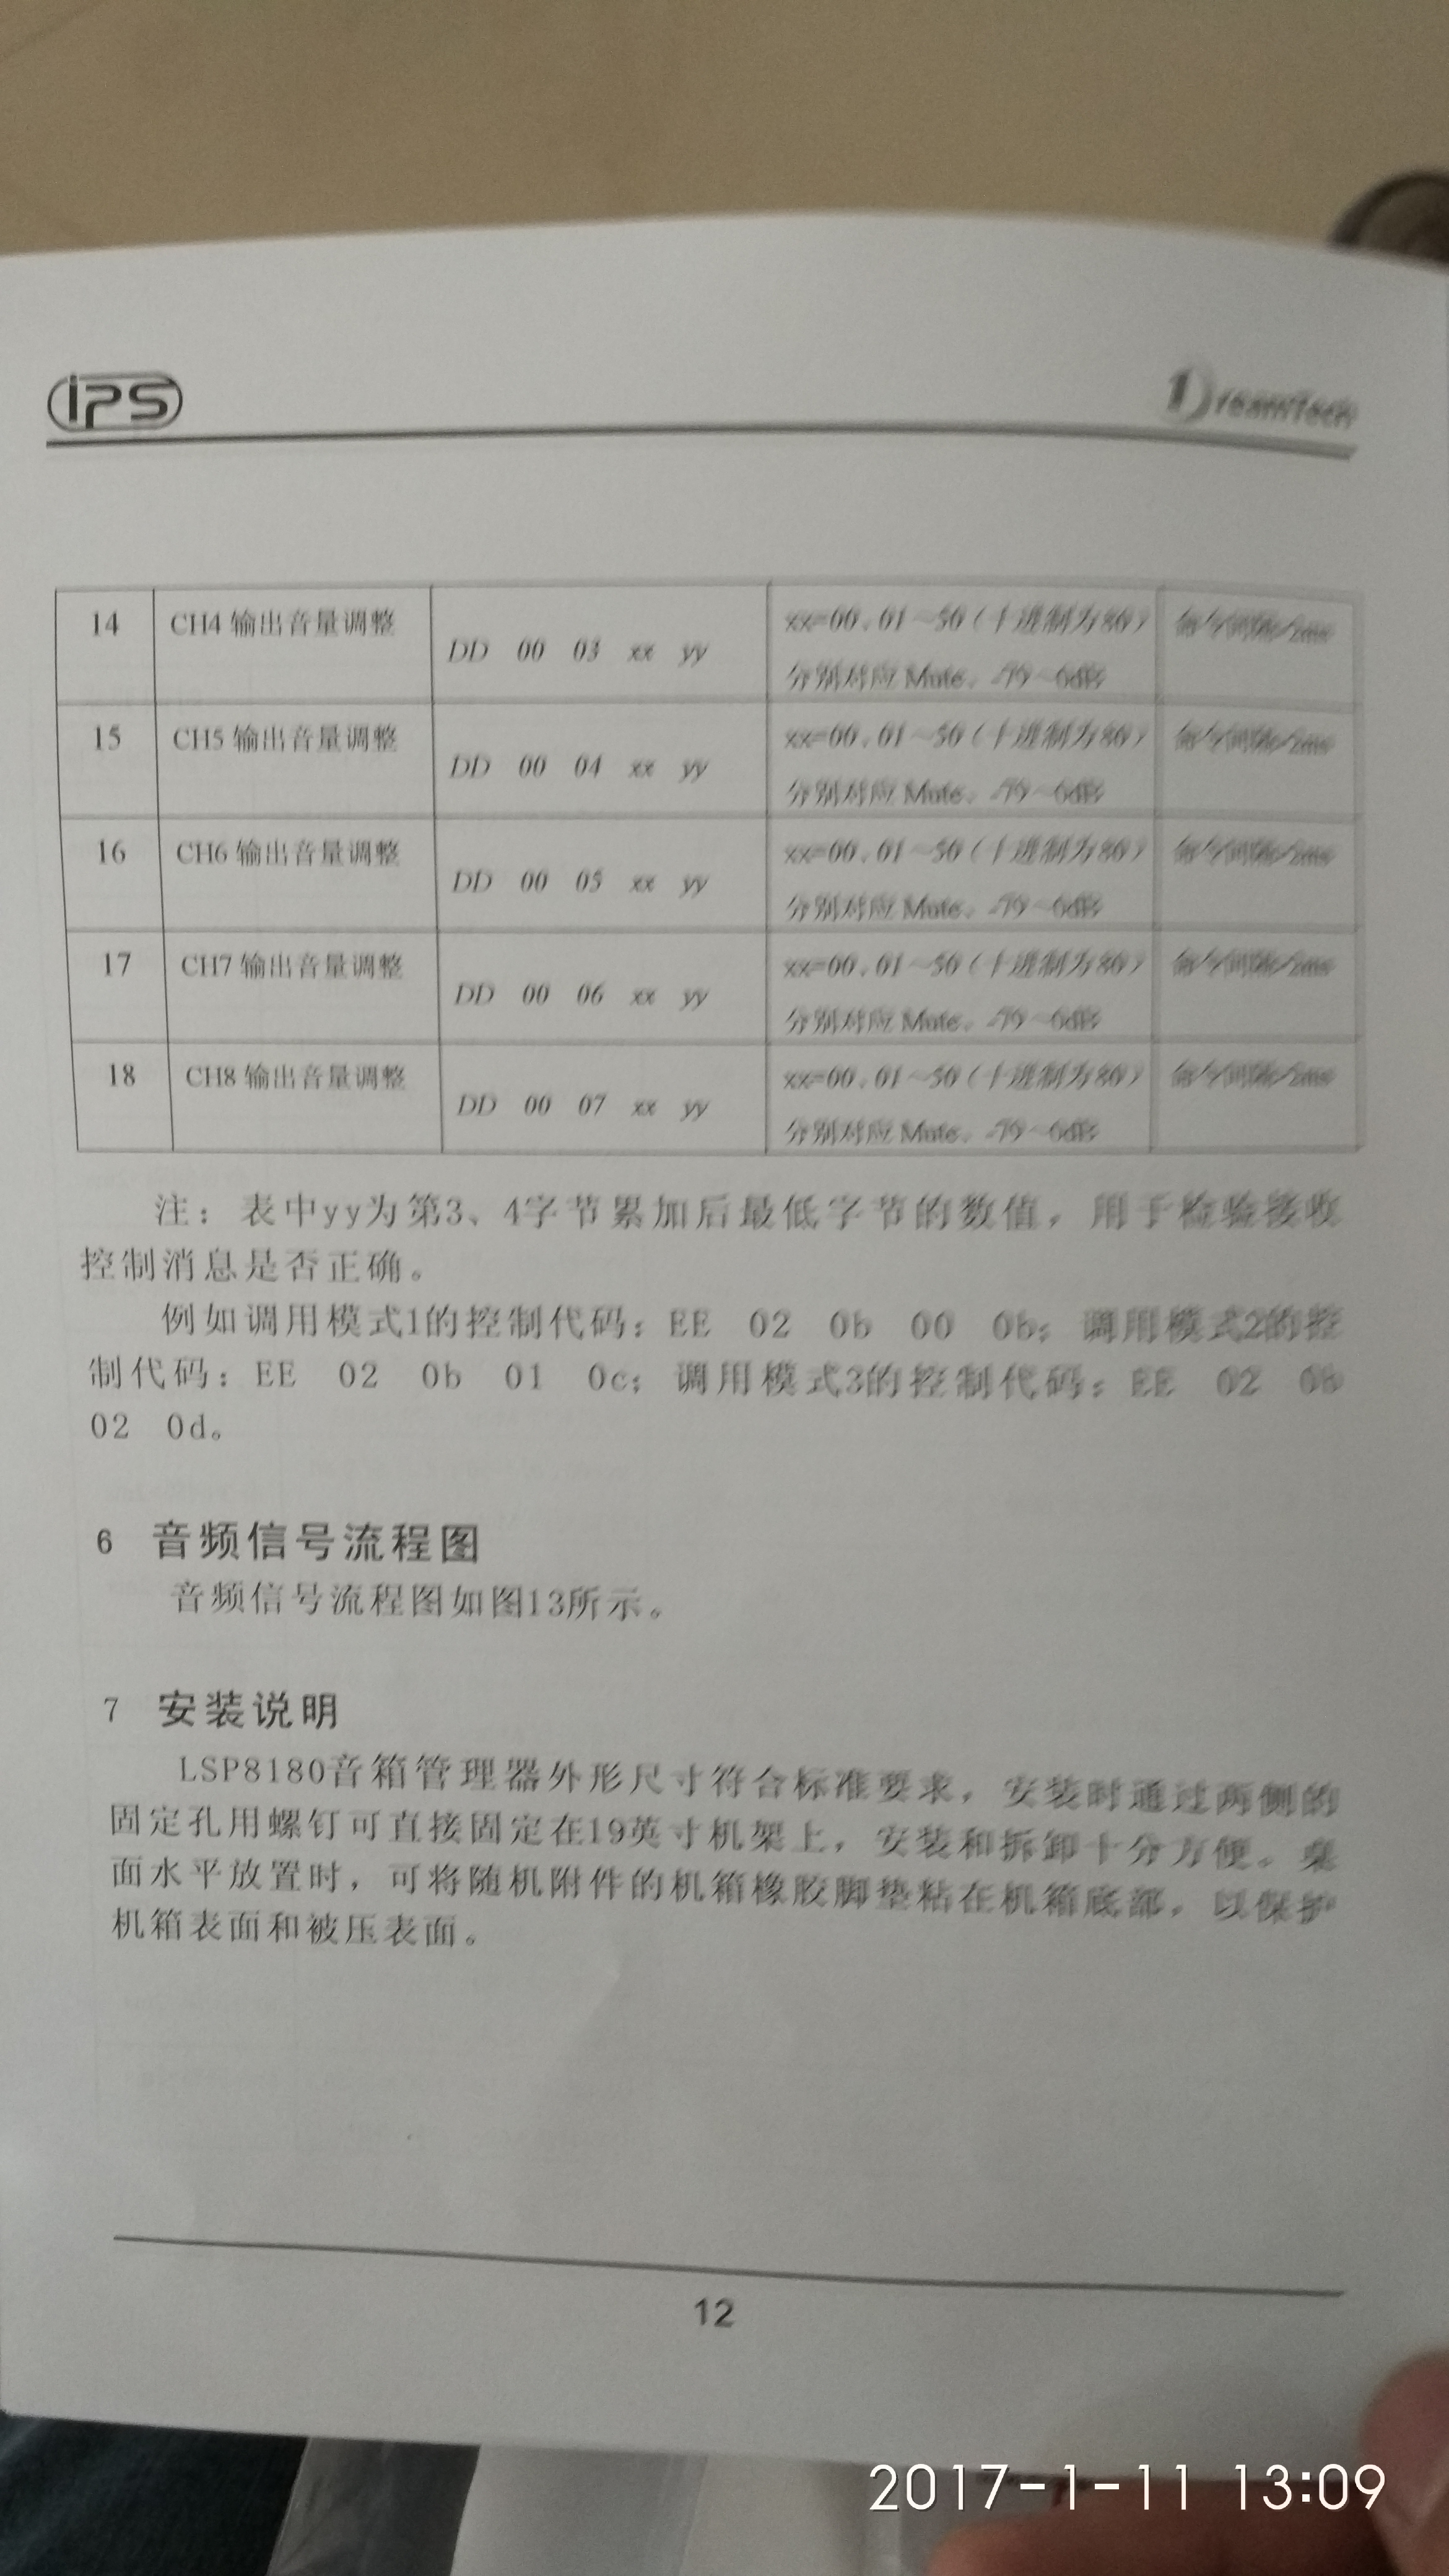 iPS
DreamTech
14 CH4 输出音量调整 DD 00 03 xx yy xx=00、01~50（十进制为80） 命令间隔>2ms
分别对应 Mute、-79~0dB
15 CH5 输出音量调整 DD 00 04 xx yy xx=00、01~50（十进制为80） 命令间隔>2ms
分别对应 Mute、-79~0dB
16 CH6 输出音量调整 DD 00 05 xx yy xx=00、01~50（十进制为80） 命令间隔>2ms
分别对应 Mute、-79~0dB
17 CH7 输出音量调整 DD 00 06 xx yy xx=00、01~50（十进制为80） 命令间隔>2ms
分别对应 Mute、-79~0dB
18 CH8 输出音量调整 DD 00 07 xx yy xx=00、01~50（十进制为80） 命令间隔>2ms
分别对应 Mute、-79~0dB
注：表中yy为第3、4字节累加后最低字节的数值，用于检验接收
控制消息是否正确。
例如调用模式1的控制代码：EE 02 0b 00 0b；调用模式2的控
制代码：EE 02 0b 01 0c；调用模式3的控制代码：EE 02 0b
02 0d。
6 音频信号流程图
音频信号流程图如图13所示。
7 安装说明
LSP8180音箱管理器外形尺寸符合标准要求，安装时通过两侧的
固定孔用螺钉可直接固定在19英寸机架上，安装和拆卸十分方便。桌
面水平放置时，可将随机附件的机箱橡胶脚垫粘在机箱底部，以保护
机箱表面和被压表面。
12
2017-1-11 13:09